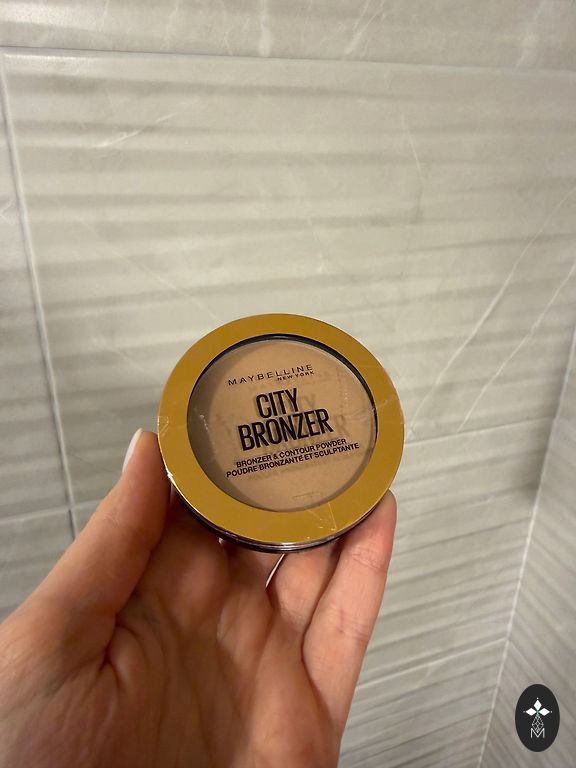 MAYBELLINE
NEW YORK
CITY
BRONZER
BRONZER & CONTOUR POWDER
POUDRE BRONZANTE ET SCULPTANTE
M